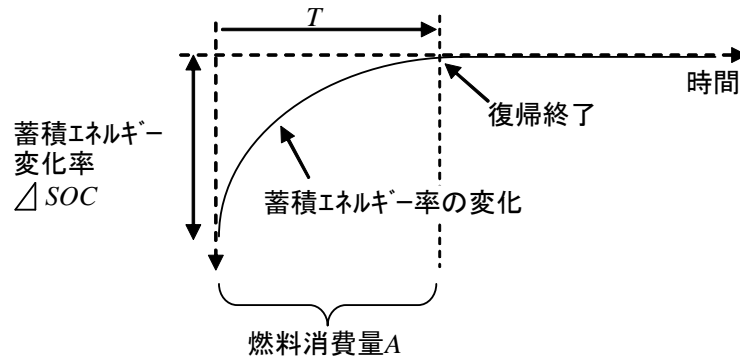 T
時間
復帰終了
蓄積ｴﾈﾙｷﾞｰ
変化率
⊿SOC
蓄積ｴﾈﾙｷﾞｰ率の変化
燃料消費量A